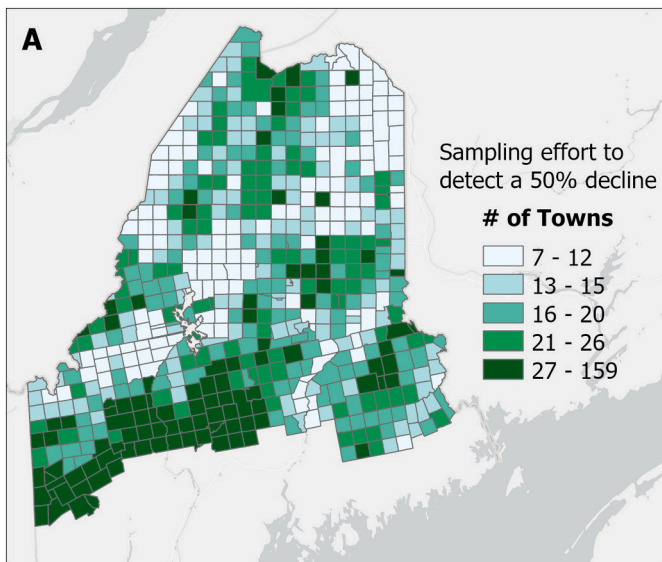 A
Sampling effort to
detect a 50% decline
# of Towns
7 - 12
13 - 15
16 - 20
21 - 26
27 - 159